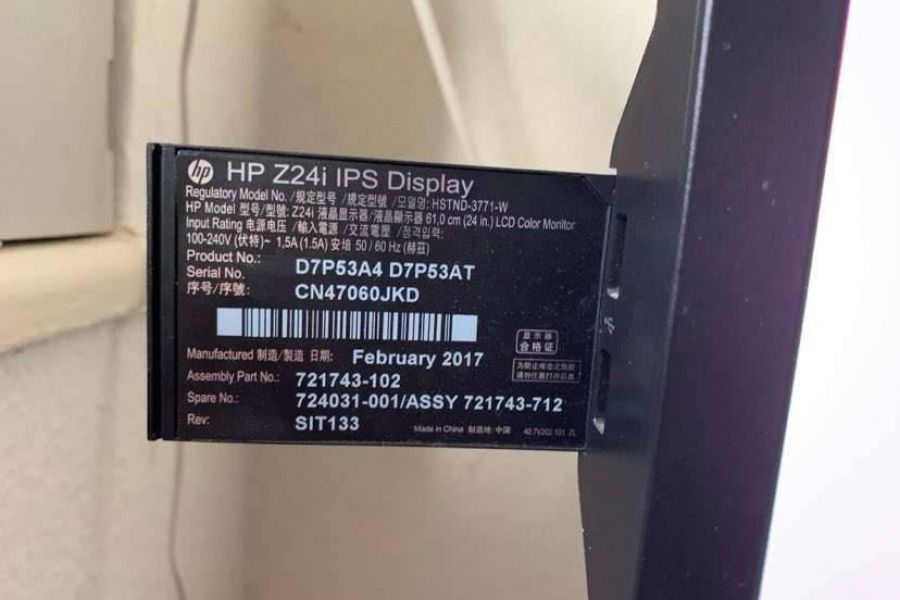 hp HP Z24i IPS Display
Regulatory Model No. /规定型号 /規定型號 /모델명: HSTND-3771-W
HP Model 型号/型號: Z24i 液晶显示器/液晶顯示器 61,0 cm (24 in.) LCD Color Monitor
Input Rating 电源电压 /輸入電源 /交流電壓 /정격입력:
100-240V (伏特)~ 1,5A (1.5A) 安培 50 / 60 Hz (赫兹)
Product No.: D7P53A4 D7P53AT
Serial No.
序号/序號: CN47060JKD
显示器
合格证
Manufactured 制造/製造 日期: February 2017
Assembly Part No.: 721743-102
Spare No.: 724031-001/ASSY 721743-712
Rev: SIT133
Made in China 制造地: 中国